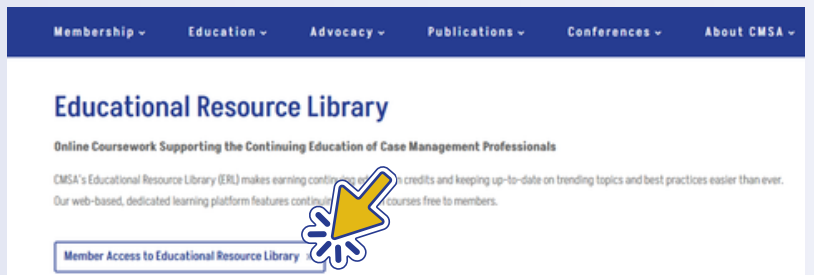 Membership Education Advocacy Publications Conferences About CMSA
Educational Resource Library
Online Coursework Supporting the Continuing Education of Case Management Professionals
CMSA's Educational Resource Library (ERL) makes earning continuing credits and keeping up-to-date on trending topics and best practices easier than ever.
Our web-based, dedicated learning platform features courses free to members.
Member Access to Educational Resource Library